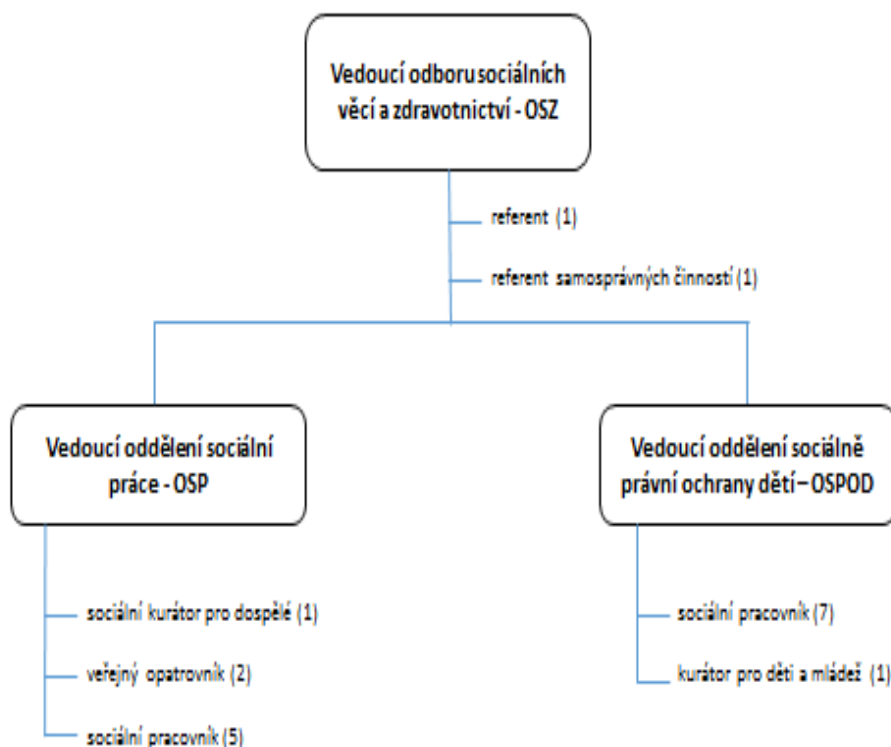 Vedoucí odboru sociálních
věcí a zdravotnictví - OSZ
referent (1)
referent samosprávných činností (1)
Vedoucí oddělení sociální
práce - OSP
sociální kurátor pro dospělé (1)
veřejný opatrovník (2)
sociální pracovník (5)
Vedoucí oddělení sociálně
právní ochrany dětí – OSPOD
sociální pracovník (7)
kurátor pro děti a mládež (1)